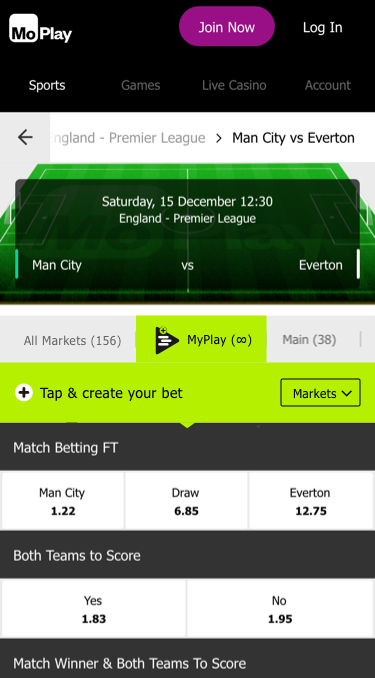 MoPlay
Join Now
Log In
Sports
Games
Live Casino
Account
ngland - Premier League > Man City vs Everton
Saturday, 15 December 12:30
England - Premier League
Man City
vs
Everton
All Markets (156)
MyPlay (∞)
Main (38)
Tap & create your bet
Markets
Match Betting FT
Man City
Draw
Everton
1.22
6.85
12.75
Both Teams to Score
Yes
No
1.83
1.95
Match Winner & Both Teams To Score